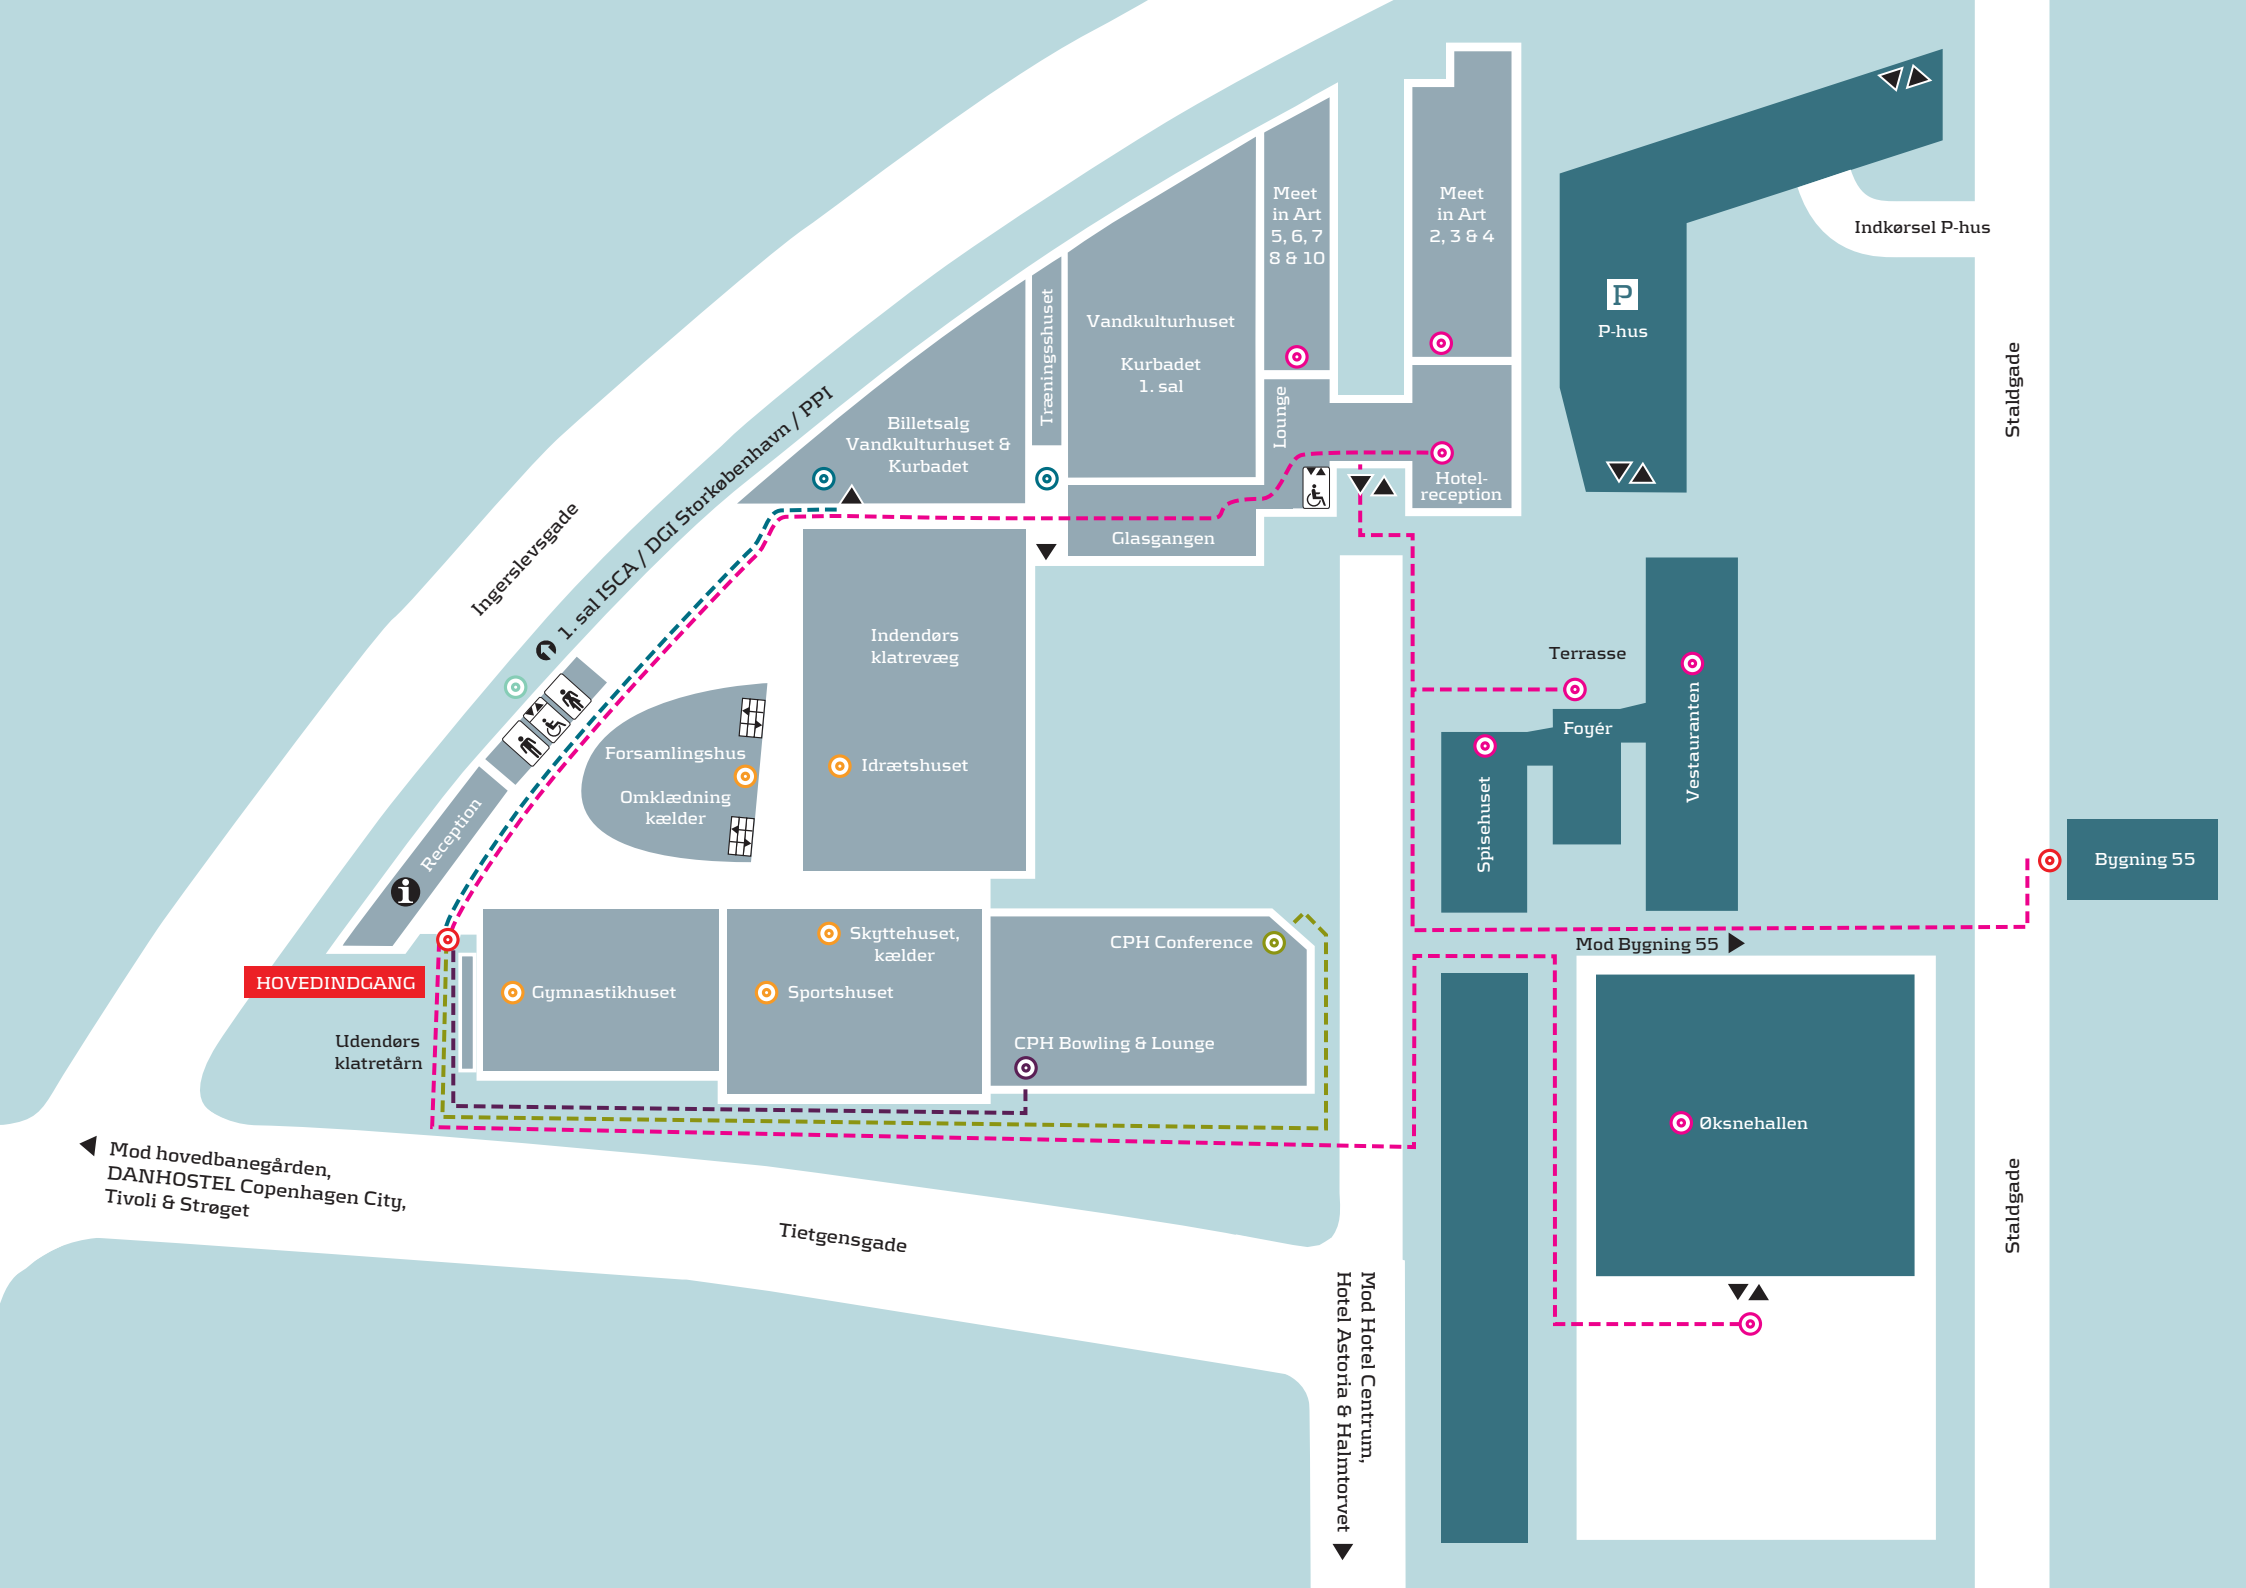 Meet
in Art
5, 6, 7
8 & 10
Meet
in Art
2, 3 & 4
Indkørsel P-hus
P
P-hus
Staldgade
Vandkulturhuset
Kurbadet
1. sal
Træningsshuset
Lounge
Billetsalg
Vandkulturhuset &
Kurbadet
Hotel-
reception
Glasgangen
Ingerslevsgade
1. sal ISCA / DGI Storkøbenhavn / PPI
Indendørs
klatrevæg
Terrasse
Foyér
Vestauranten
Spisehuset
Forsamlingshus
Omklædning
kælder
Idrætshuset
Reception
i
Bygning 55
HOVEDINDGANG
Skyttehuset,
kælder
CPH Conference
Mod Bygning 55
Gymnastikhuset
Sportshuset
Udendørs
klatretårn
CPH Bowling & Lounge
Øksnehallen
Mod hovedbanegården,
DANHOSTEL Copenhagen City,
Tivoli & Strøget
Tietgensgade
Staldgade
Mod Hotel Centrum,
Hotel Astoria & Halmtorvet